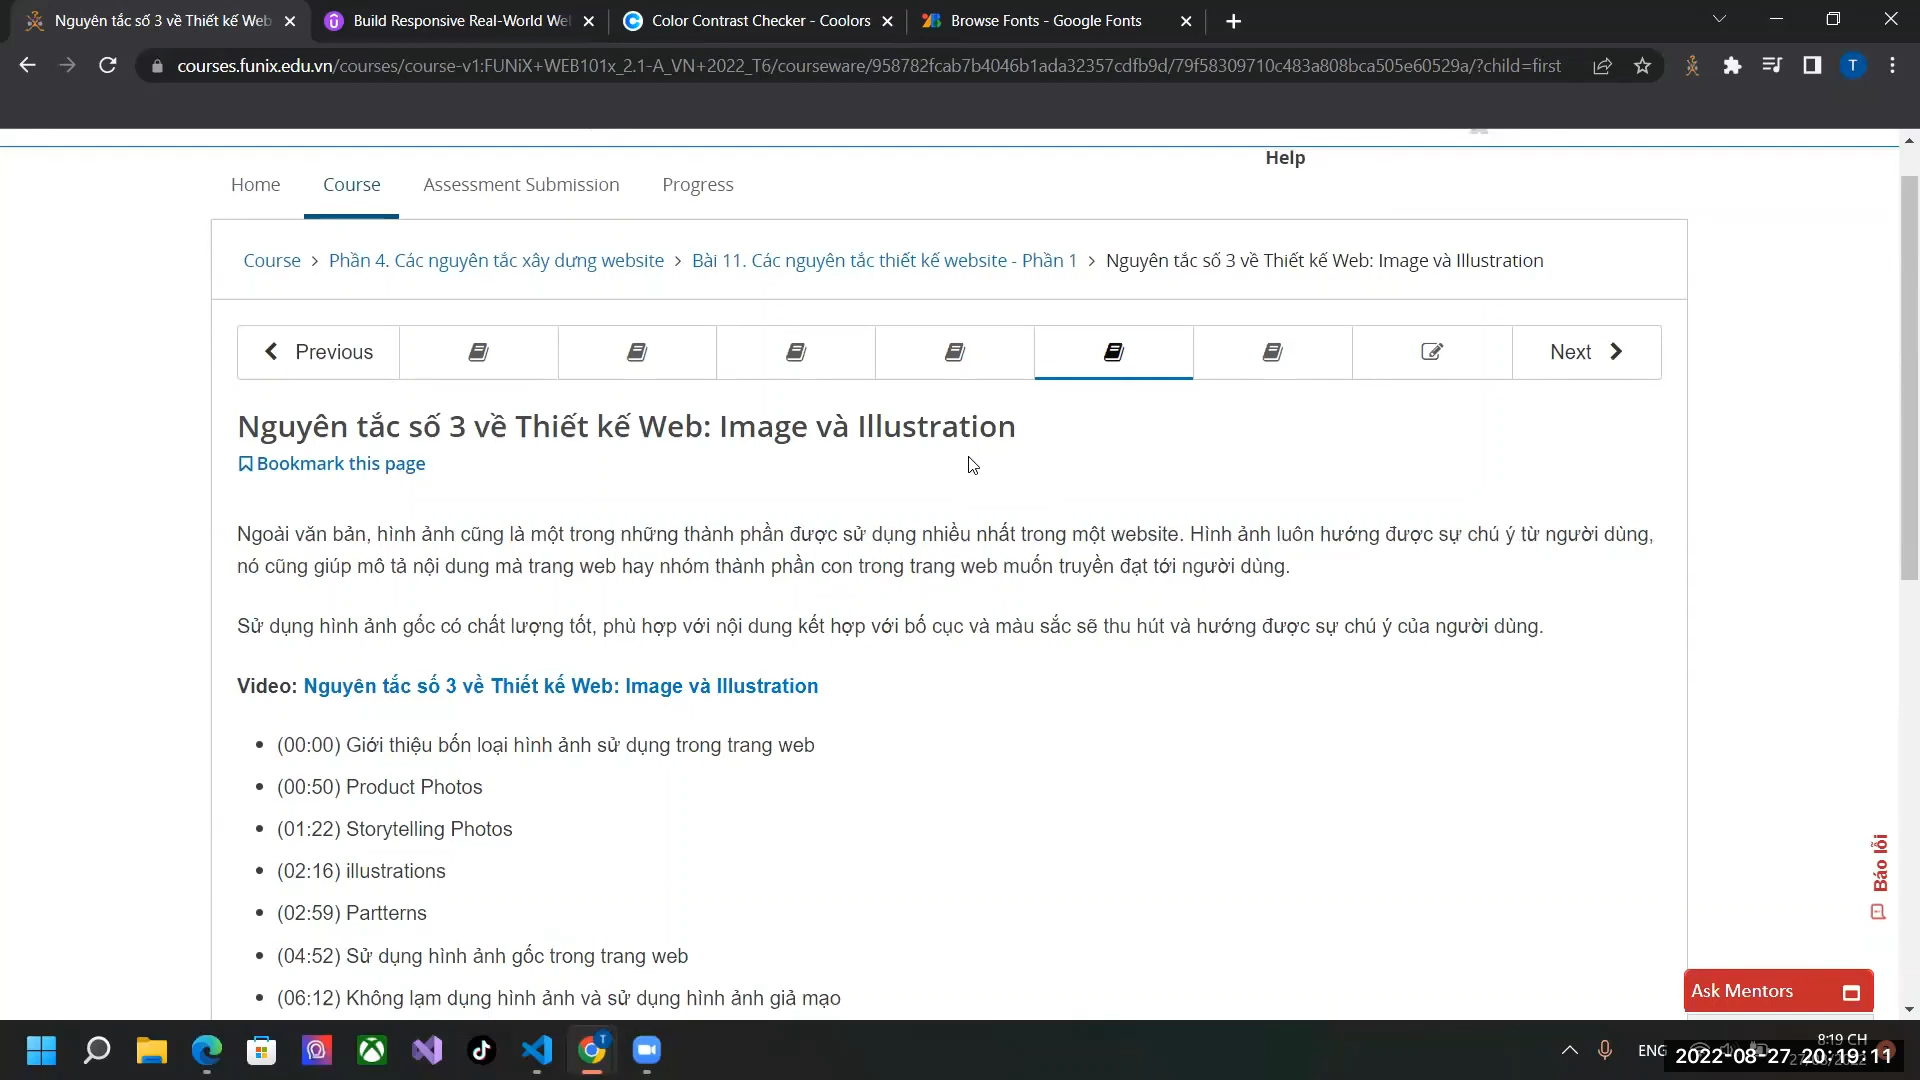 Nguyên tắc số 3 về Thiết kế Web
Build Responsive Real-World Wel
Color Contrast Checker - Coolors
Browse Fonts - Google Fonts
courses.funix.edu.vn/courses/course-v1:FUNiX+WEB101x_2.1-A_VN+2022_T6/courseware/958782fcab7b4046b1ada32357cdfb9d/79f58309710c483a808bca505e60529a/?child=first
T
Help
Home
Course
Assessment Submission
Progress
Course > Phần 4. Các nguyên tắc xây dựng website > Bài 11. Các nguyên tắc thiết kế website - Phần 1 > Nguyên tắc số 3 về Thiết kế Web: Image và Illustration
Previous
Next
Nguyên tắc số 3 về Thiết kế Web: Image và Illustration
Bookmark this page
Ngoài văn bản, hình ảnh cũng là một trong những thành phần được sử dụng nhiều nhất trong một website. Hình ảnh luôn hướng được sự chú ý từ người dùng,
nó cũng giúp mô tả nội dung mà trang web hay nhóm thành phần con trong trang web muốn truyền đạt tới người dùng.
Sử dụng hình ảnh gốc có chất lượng tốt, phù hợp với nội dung kết hợp với bố cục và màu sắc sẽ thu hút và hướng được sự chú ý của người dùng.
Video: Nguyên tắc số 3 về Thiết kế Web: Image và Illustration
• (00:00) Giới thiệu bốn loại hình ảnh sử dụng trong trang web
• (00:50) Product Photos
• (01:22) Storytelling Photos
• (02:16) illustrations
• (02:59) Partterns
• (04:52) Sử dụng hình ảnh gốc trong trang web
• (06:12) Không lạm dụng hình ảnh và sử dụng hình ảnh giả mạo
Báo lỗi
Ask Mentors
T
ENG
8:19 CH
2022-08-27 20:19:11